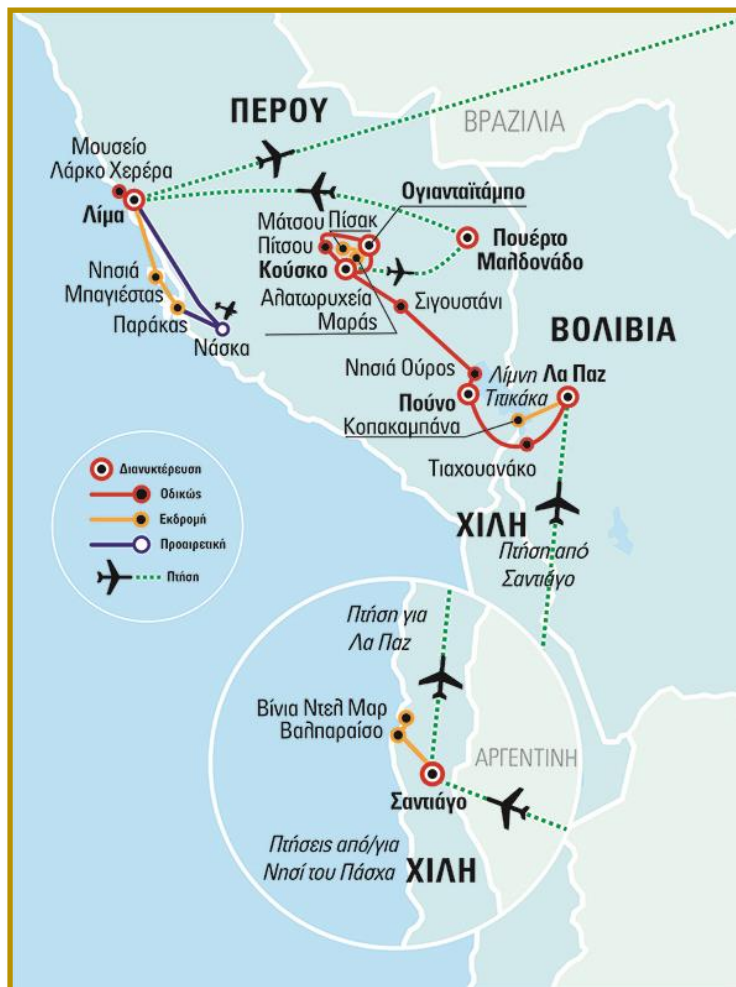 ΠΕΡΟΥ
ΒΡΑΖΙΛΙΑ
Μουσείο
Λάρκο Χερέρα
Λίμα
Ογιανταϊτάμπο
Μάτσου
Πίτσου
Πίσακ
Πουέρτο
Μαλδονάδο
Κούσκο
Αλατωρυχεία
Μαράς
Νησιά
Μπαγιέστας
Παράκας
Νάσκα
Σιγουστάνι
ΒΟΛΙΒΙΑ
Νησιά Ούρος
Λίμνη
Τιτικάκα
Λα Παζ
Πούνο
Κοπακαμπάνα
Τιαχουανάκο
Διανυκτέρευση
Οδικώς
Εκδρομή
Προαιρετική
Πτήση
ΧΙΛΗ
Πτήση από
Σαντιάγο
Πτήση για
Λα Παζ
Βίνια Ντελ Μαρ
Βαλπαραίσο
ΑΡΓΕΝΤΙΝΗ
Σαντιάγο
Πτήσεις από/για
Νησί του Πάσχα
ΧΙΛΗ